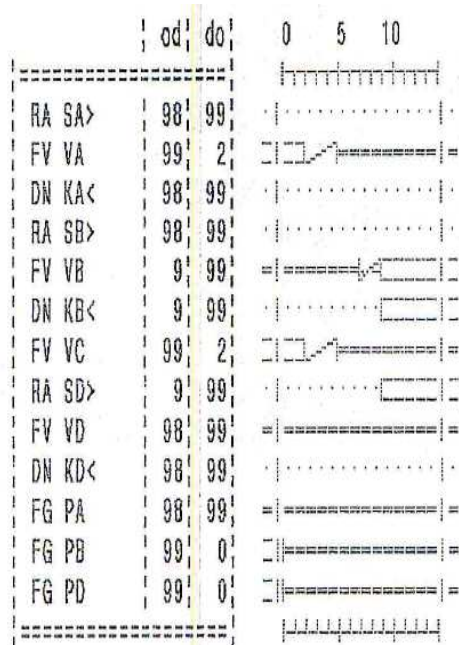 od do 0 5 10
RA SA> 98 99
FV VA 99 2
DN KA< 98 99
RA SB> 98 99
FV VB 9 99
DN KB< 9 99
FV VC 99 2
RA SD> 9 99
FV VD 98 99
DN KD< 98 99
FG PA 98 99
FG PB 99 0
FG PD 99 0